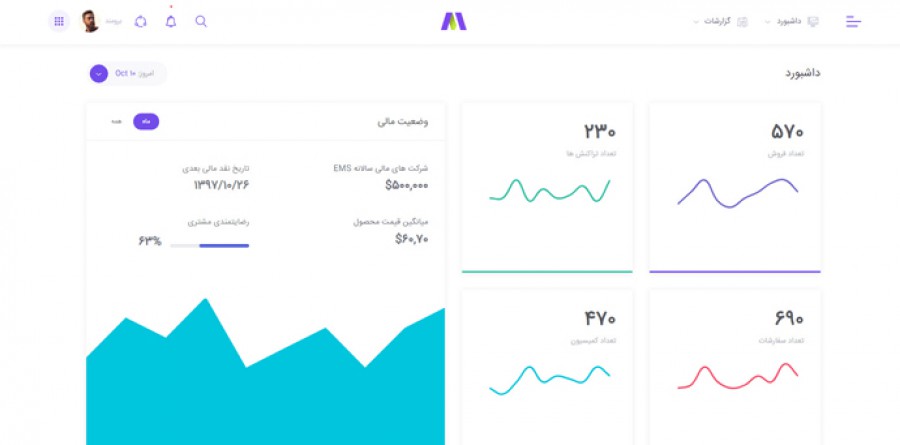 داشبورد
گزارشات
برومند
داشبورد
امروز Oct ۱۰
۵۷۰
تعداد فروش
۲۳۰
تعداد تراکنش ها
وضعیت مالی
ماه
همه
شرکت های مالی سالانه EMS
$۵۰۰,۰۰۰
تاریخ نقد مالی بعدی
۱۳۹۷/۱۰/۲۶
میانگین قیمت محصول
$۶۰,۷۰
رضایتمندی مشتری
۶۳%
۶۹۰
تعداد سفارشات
۴۷۰
تعداد کمیسیون